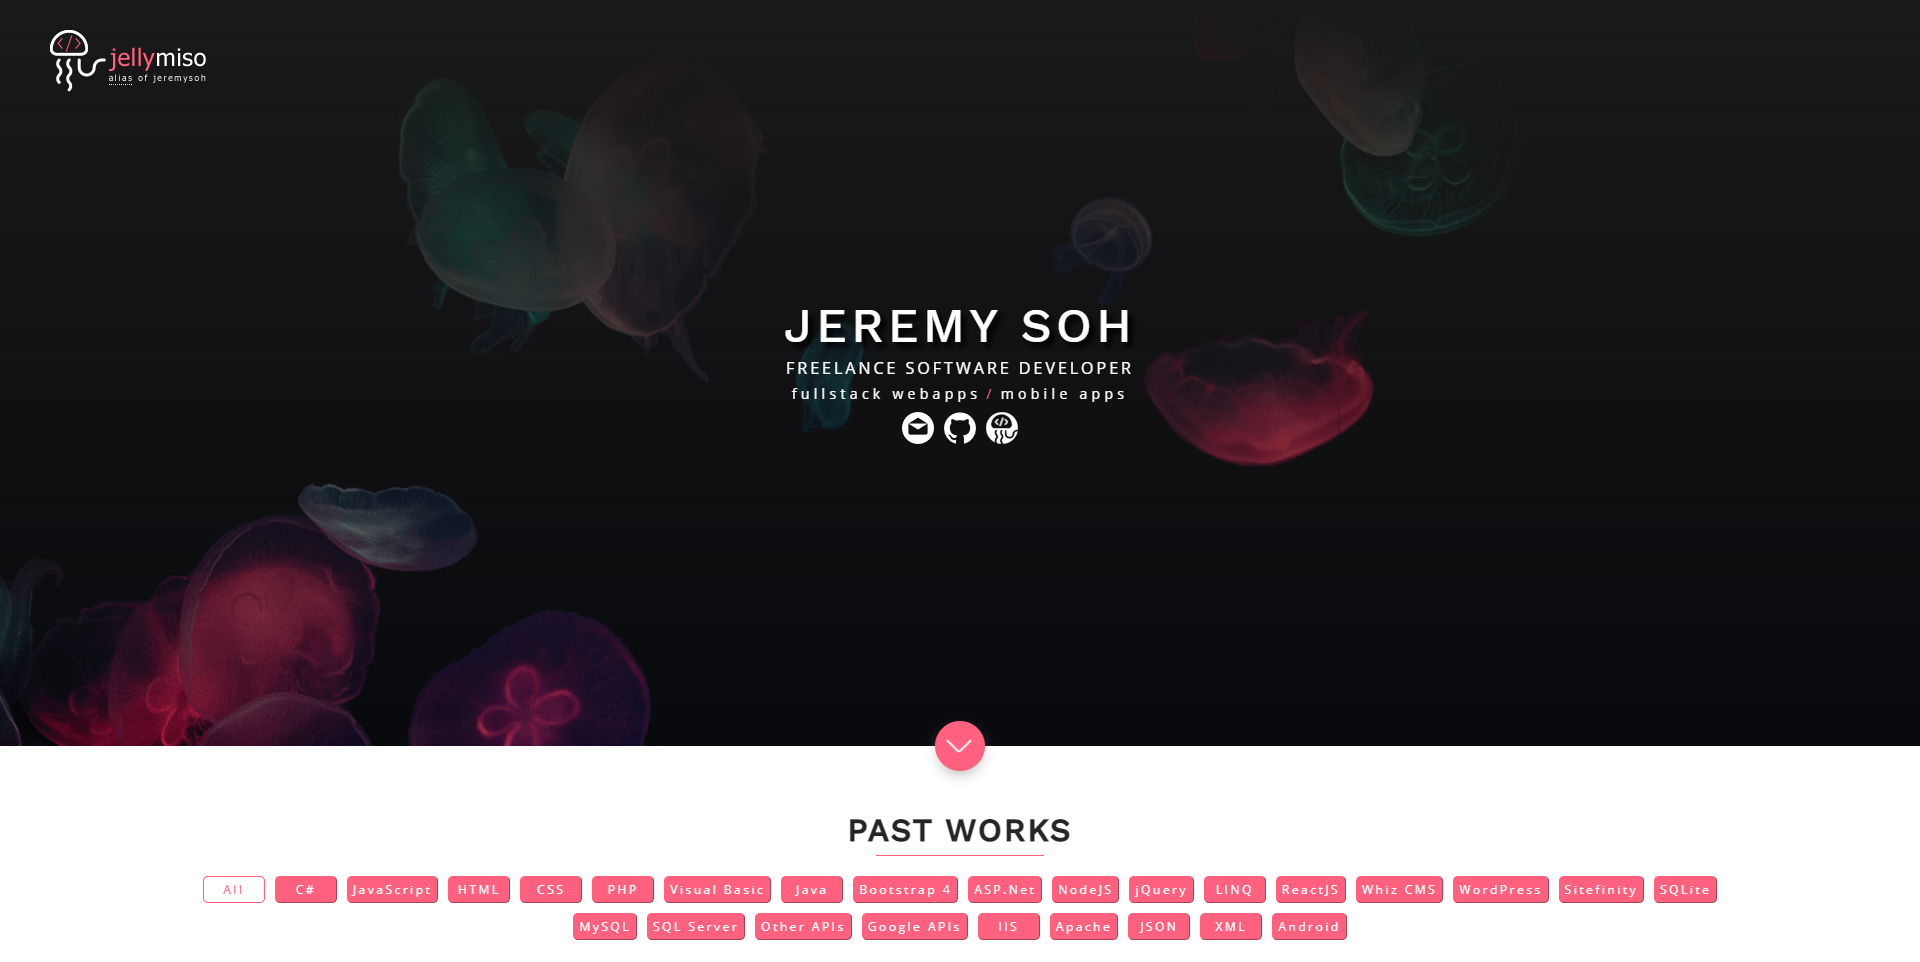 jellymiso
alias of jeremysoh
JEREMY SOH
FREELANCE SOFTWARE DEVELOPER
fullstack webapps / mobile apps
PAST WORKS
All C# JavaScript HTML CSS PHP Visual Basic Java Bootstrap 4 ASP.Net NodeJS jQuery LINQ ReactJS Whiz CMS WordPress Sitefinity SQLite
MySQL SQL Server Other APIs Google APIs IIS Apache JSON XML Android